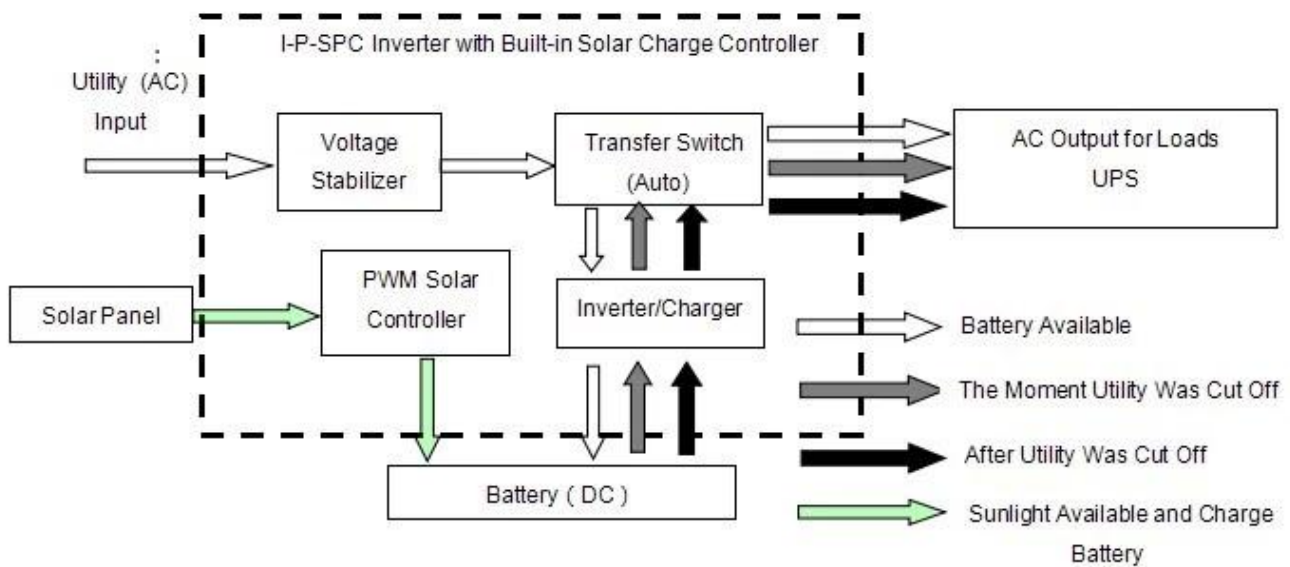 I-P-SPC Inverter with Built-in Solar Charge Controller
:
Utility (AC)
Input
Voltage
Stabilizer
Transfer Switch
(Auto)
AC Output for Loads
UPS
Solar Panel
PWM Solar
Controller
Inverter/Charger
Battery ( DC )
Battery Available
The Moment Utility Was Cut Off
After Utility Was Cut Off
Sunlight Available and Charge
Battery